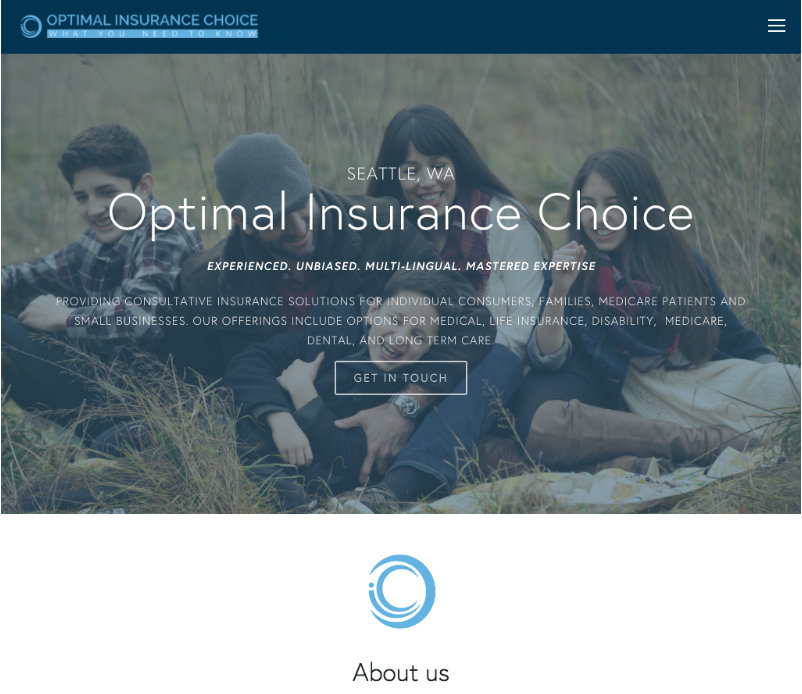 OPTIMAL INSURANCE CHOICE
WHAT YOU NEED TO KNOW
SEATTLE, WA
Optimal Insurance Choice
EXPERIENCED. UNBIASED. MULTI-LINGUAL. MASTERED EXPERTISE
PROVIDING CONSULTATIVE INSURANCE SOLUTIONS FOR INDIVIDUAL CONSUMERS, FAMILIES, MEDICARE PATIENTS AND
SMALL BUSINESSES. OUR OFFERINGS INCLUDE OPTIONS FOR MEDICAL, LIFE INSURANCE, DISABILITY, MEDICARE,
DENTAL, AND LONG TERM CARE.
GET IN TOUCH
About us